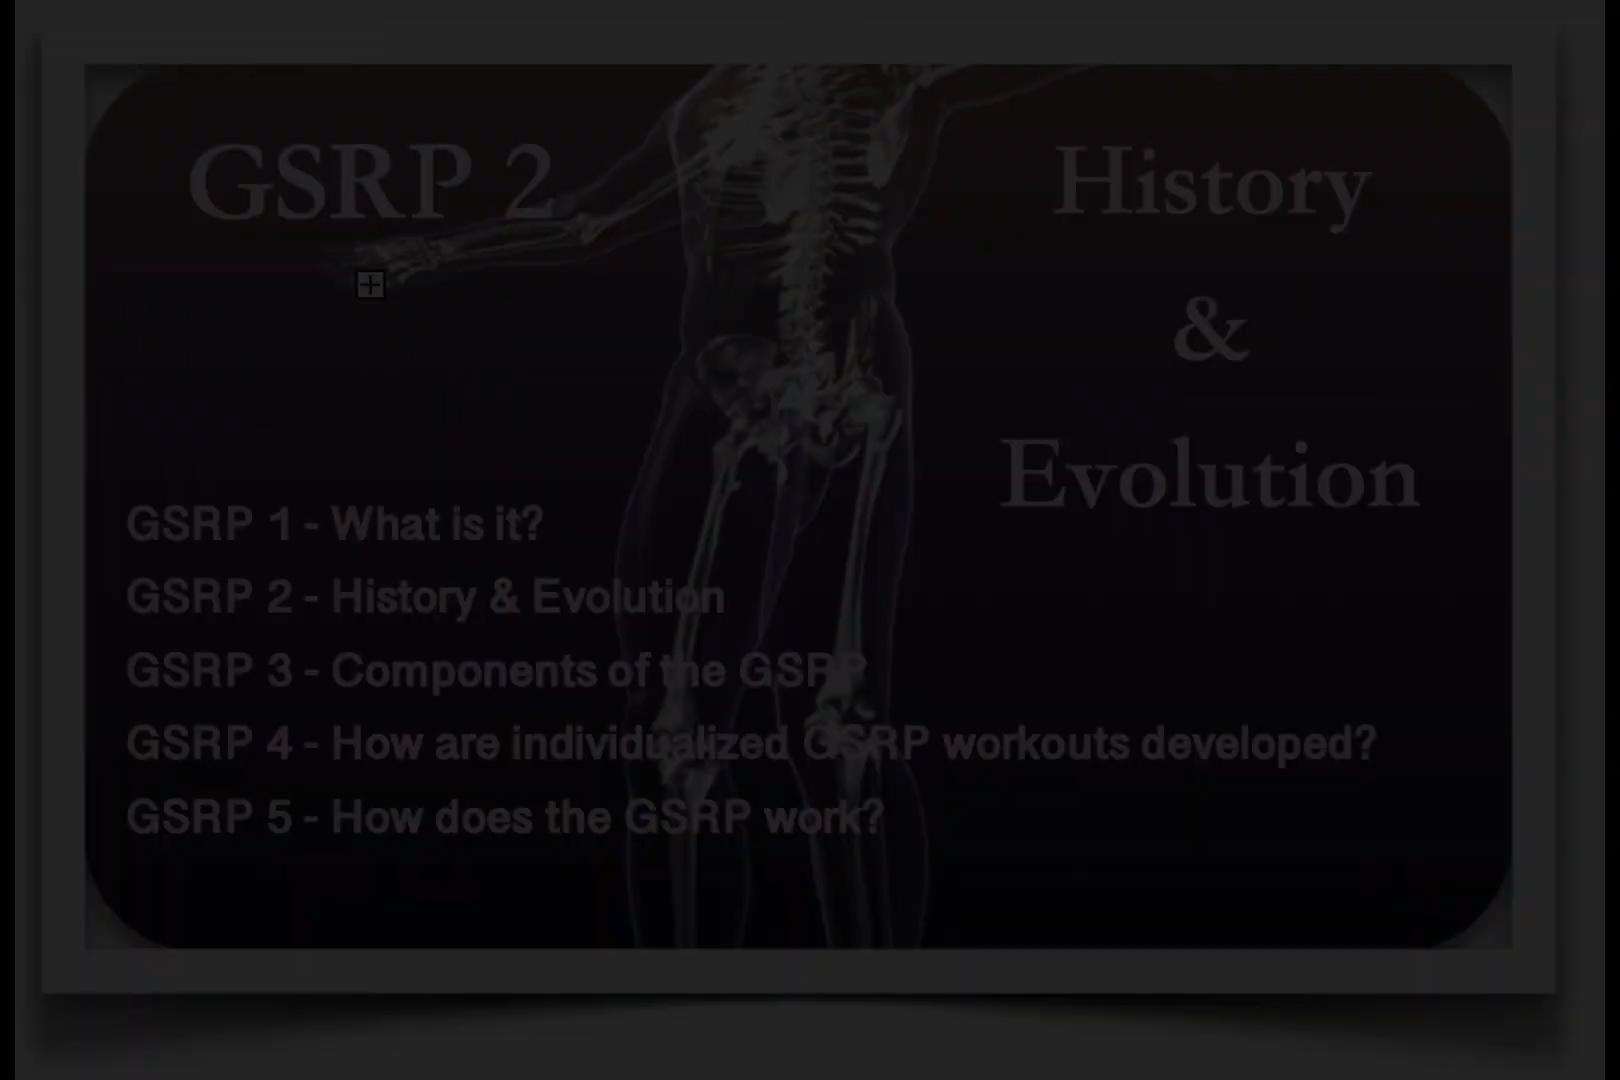 GSRP 2
History
&
Evolution
GSRP 1 - What is it?
GSRP 2 - History & Evolution
GSRP 3 - Components of the GSRP
GSRP 4 - How are individualized GSRP workouts developed?
GSRP 5 - How does the GSRP work?